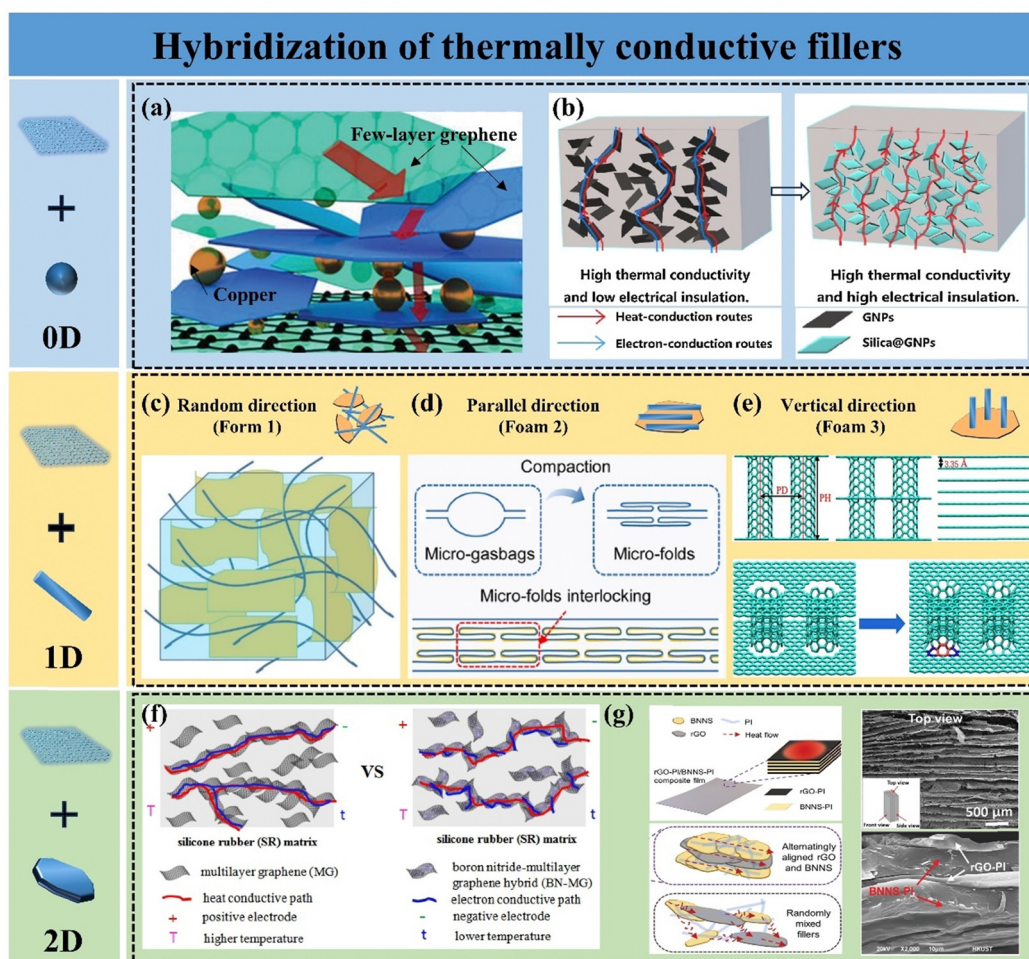 Hybridization of thermally conductive fillers
+
0D
(a)
Few-layer grephene
Copper
(b)
High thermal conductivity
and low electrical insulation.
High thermal conductivity
and high electrical insulation.
Heat-conduction routes
Electron-conduction routes
GNPs
Silica@GNPs
+
1D
(c) Random direction
(Form 1)
(d) Parallel direction
(Foam 2)
Compaction
Micro-gasbags
Micro-folds
Micro-folds interlocking
(e) Vertical direction
(Foam 3)
PD
PH
3.35 Å
+
2D
(f)
+
-
T
t
silicone rubber (SR) matrix
VS
+
-
T
t
silicone rubber (SR) matrix
multilayer graphene (MG)
heat conductive path
+ positive electrode
T higher temperature
boron nitride-multilayer
graphene hybrid (BN-MG)
electron conductive path
- negative electrode
t lower temperature
(g)
BNNS
PI
rGO
Heat flow
rGO-PI/BNNS-PI
composite film
rGO-PI
BNNS-PI
Alternatingly
aligned rGO
and BNNS
Randomly
mixed
fillers
Top view
Top view
Front view
Side view
500 μm
rGO-PI
BNNS-PI
20kV X2,000 10μm HKUST